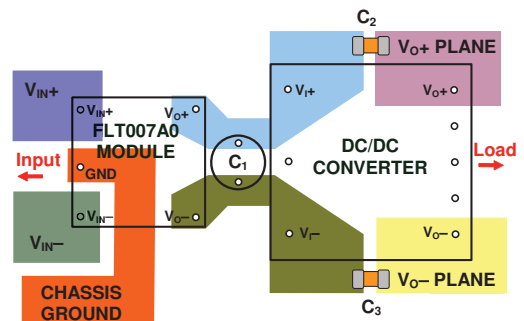 C2
VO+ PLANE
VIN+
VIN+
VO+
VI+
VO+
FLT007A0
MODULE
DC/DC
CONVERTER
C1
Input
GND
Load
VIN–
VO–
VI–
VO–
VIN–
CHASSIS
GROUND
VO– PLANE
C3